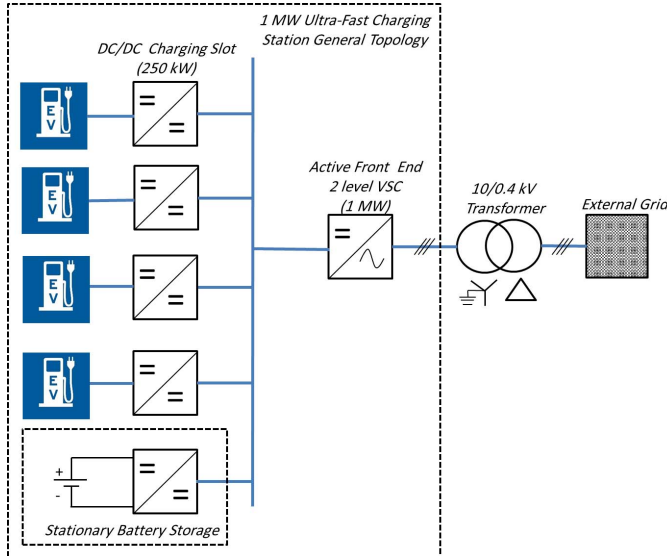 1 MW Ultra-Fast Charging
Station General Topology
DC/DC Charging Slot
(250 kW)
E
V
E
V
E
V
E
V
Active Front End
2 level VSC
(1 MW)
10/0.4 kV
Transformer
External Grid
+
-
Stationary Battery Storage